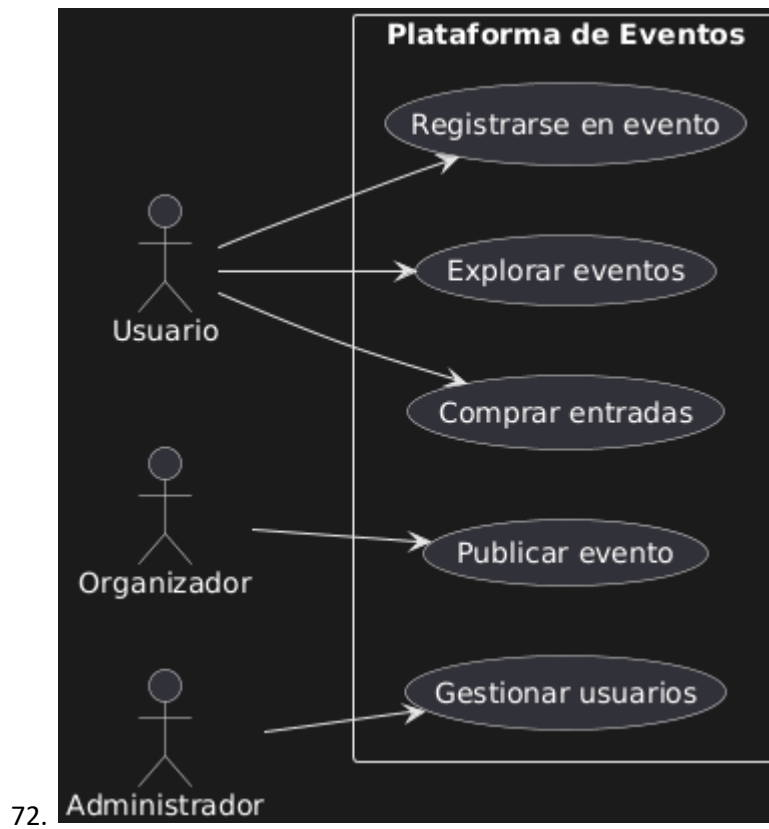 Plataforma de Eventos
Registrarse en evento
Explorar eventos
Usuario
Comprar entradas
Publicar evento
Organizador
Gestionar usuarios
72.
Administrador